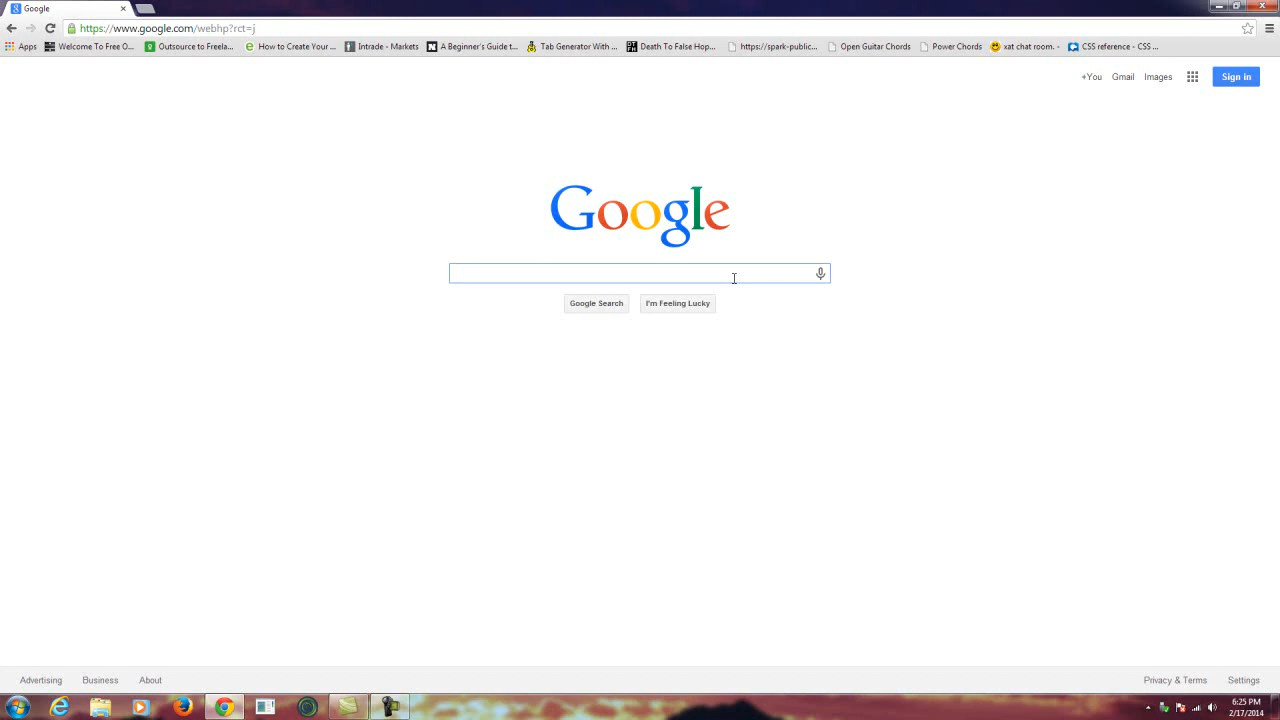 Google
https://www.google.com/webhp?rct=j
Apps Welcome To Free O... Outsource to Freela... How to Create Your ... Intrade - Markets A Beginner's Guide t... Tab Generator With ... Death To False Hop... https://spark-public... Open Guitar Chords Power Chords xat chat room. - CSS reference - CSS ...
+You Gmail Images Sign in
Google
Google Search I'm Feeling Lucky
Advertising Business About Privacy & Terms Settings
6:25 PM
2/17/2014